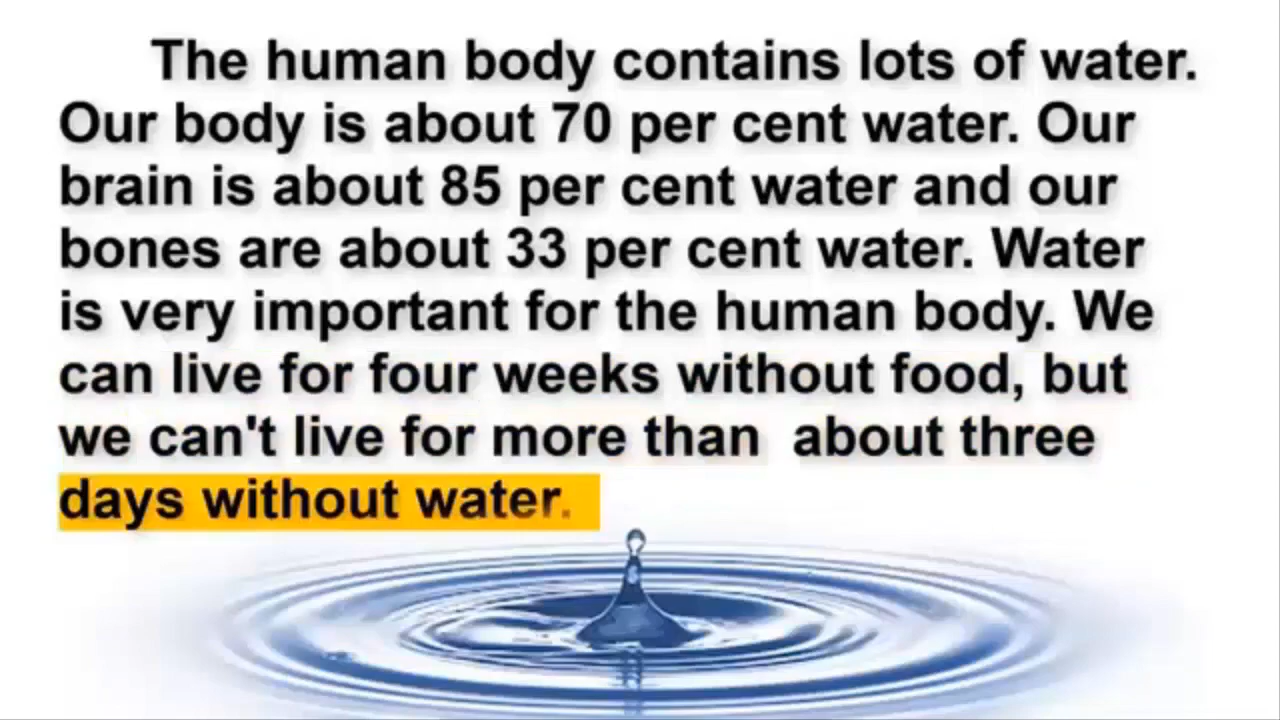 The human body contains lots of water.
Our body is about 70 per cent water. Our
brain is about 85 per cent water and our
bones are about 33 per cent water. Water
is very important for the human body. We
can live for four weeks without food, but
we can't live for more than  about three
days without water.